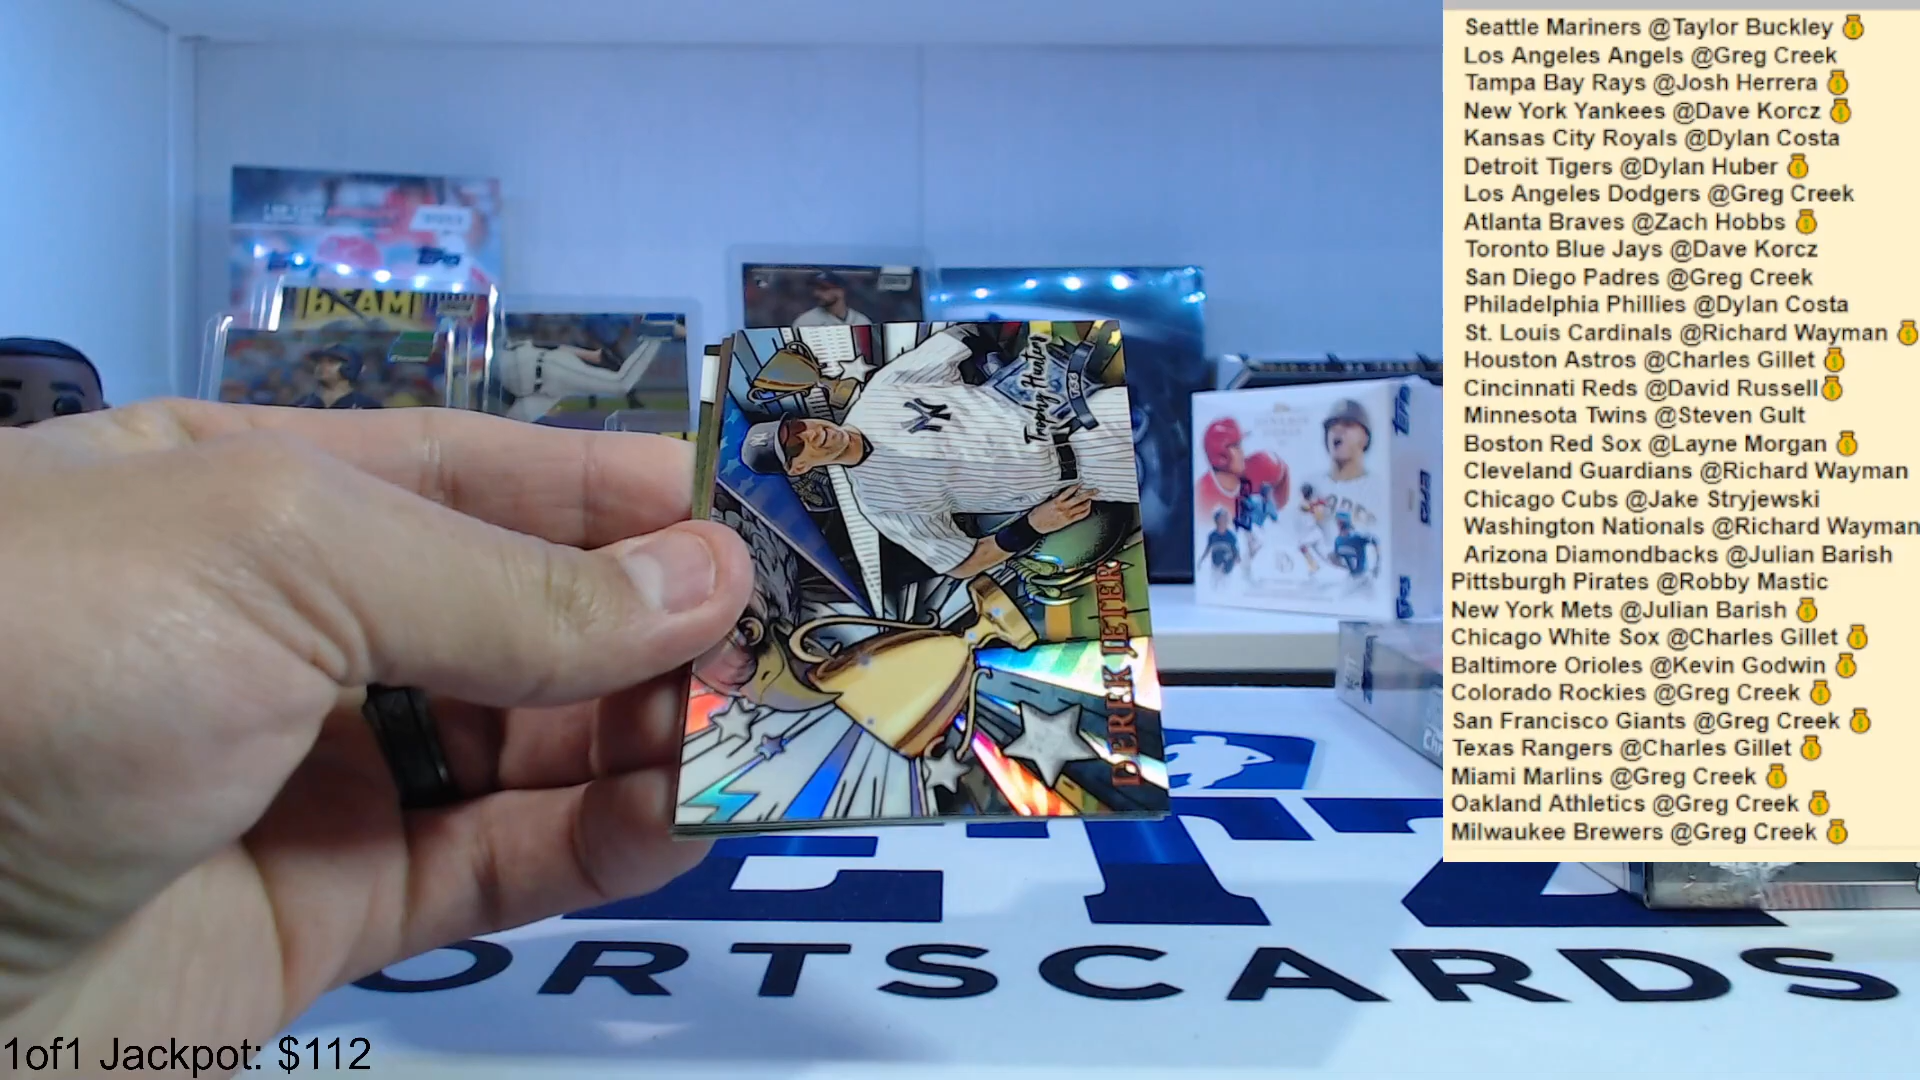 Seattle Mariners @Taylor Buckley
Los Angeles Angels @Greg Creek
Tampa Bay Rays @Josh Herrera
New York Yankees @Dave Korcz
Kansas City Royals @Dylan Costa
Detroit Tigers @Dylan Huber
Los Angeles Dodgers @Greg Creek
Atlanta Braves @Zach Hobbs
Toronto Blue Jays @Dave Korcz
San Diego Padres @Greg Creek
Philadelphia Phillies @Dylan Costa
St. Louis Cardinals @Richard Wayman
Houston Astros @Charles Gillet
Cincinnati Reds @David Russell
Minnesota Twins @Steven Gult
Boston Red Sox @Layne Morgan
Cleveland Guardians @Richard Wayman
Chicago Cubs @Jake Stryjewski
Washington Nationals @Richard Wayman
Arizona Diamondbacks @Julian Barish
Pittsburgh Pirates @Robby Mastic
New York Mets @Julian Barish
Chicago White Sox @Charles Gillet
Baltimore Orioles @Kevin Godwin
Colorado Rockies @Greg Creek
San Francisco Giants @Greg Creek
Texas Rangers @Charles Gillet
Miami Marlins @Greg Creek
Oakland Athletics @Greg Creek
Milwaukee Brewers @Greg Creek
BEAM
Topps
Trophy Hunters
DEREK JETER
NY
ORTSCARDS
1of1 Jackpot: $112